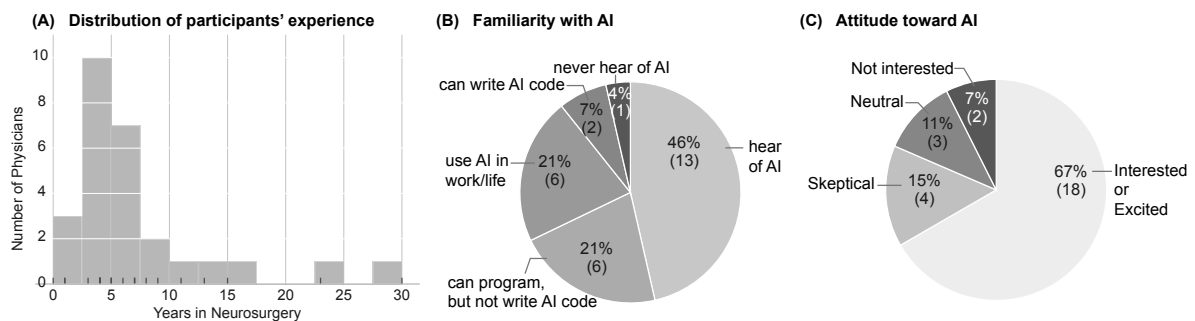 (A) Distribution of participants' experience
Number of Physicians
10
8
6
4
2
0
0 5 10 15 20 25 30
Years in Neurosurgery
(B) Familiarity with AI
never hear of AI
4%
(1)
can write AI code
7%
(2)
46%
(13)
hear
of AI
use AI in
work/life
21%
(6)
21%
(6)
can program,
but not write AI code
(C) Attitude toward AI
Not interested
7%
(2)
Neutral
11%
(3)
Skeptical
15%
(4)
67%
(18)
Interested
or
Excited